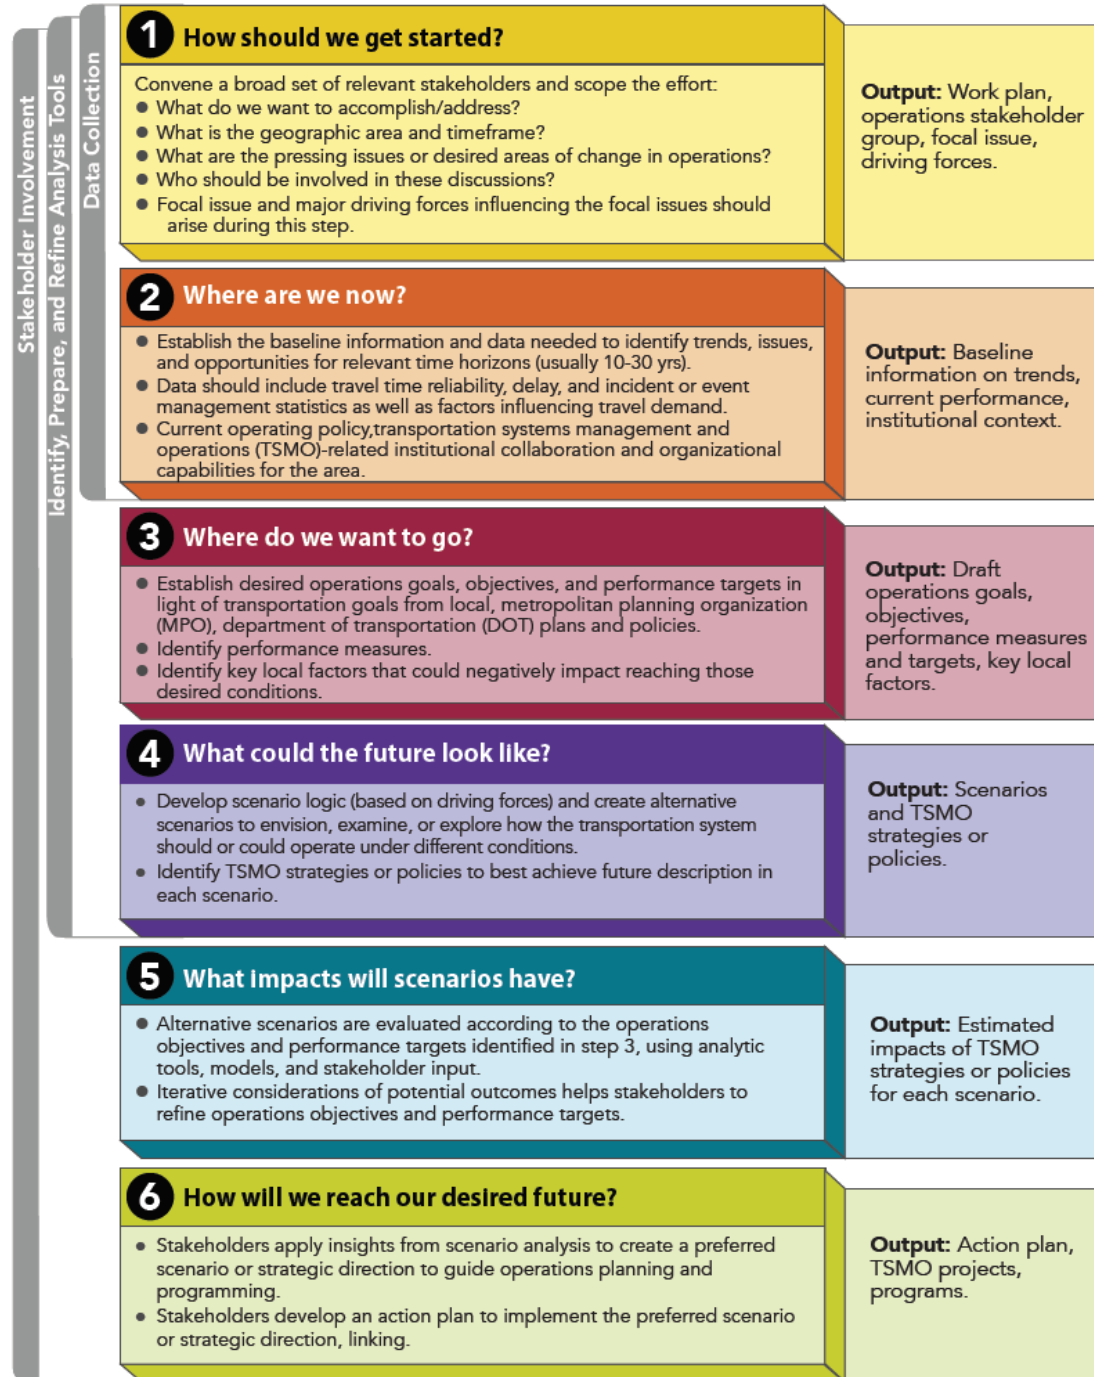 Stakeholder Involvement
Identify, Prepare, and Refine Analysis Tools
Data Collection
1 How should we get started?
Convene a broad set of relevant stakeholders and scope the effort:
● What do we want to accomplish/address?
● What is the geographic area and timeframe?
● What are the pressing issues or desired areas of change in operations?
● Who should be involved in these discussions?
● Focal issue and major driving forces influencing the focal issues should
arise during this step.
Output: Work plan,
operations stakeholder
group, focal issue,
driving forces.
2 Where are we now?
● Establish the baseline information and data needed to identify trends, issues,
and opportunities for relevant time horizons (usually 10-30 yrs).
● Data should include travel time reliability, delay, and incident or event
management statistics as well as factors influencing travel demand.
● Current operating policy,transportation systems management and
operations (TSMO)-related institutional collaboration and organizational
capabilities for the area.
Output: Baseline
information on trends,
current performance,
institutional context.
3 Where do we want to go?
● Establish desired operations goals, objectives, and performance targets in
light of transportation goals from local, metropolitan planning organization
(MPO), department of transportation (DOT) plans and policies.
● Identify performance measures.
● Identify key local factors that could negatively impact reaching those
desired conditions.
Output: Draft
operations goals,
objectives,
performance measures
and targets, key local
factors.
4 What could the future look like?
● Develop scenario logic (based on driving forces) and create alternative
scenarios to envision, examine, or explore how the transportation system
should or could operate under different conditions.
● Identify TSMO strategies or policies to best achieve future description in
each scenario.
Output: Scenarios
and TSMO
strategies or
policies.
5 What impacts will scenarios have?
● Alternative scenarios are evaluated according to the operations
objectives and performance targets identified in step 3, using analytic
tools, models, and stakeholder input.
● Iterative considerations of potential outcomes helps stakeholders to
refine operations objectives and performance targets.
Output: Estimated
impacts of TSMO
strategies or policies
for each scenario.
6 How will we reach our desired future?
● Stakeholders apply insights from scenario analysis to create a preferred
scenario or strategic direction to guide operations planning and
programming.
● Stakeholders develop an action plan to implement the preferred scenario
or strategic direction, linking.
Output: Action plan,
TSMO projects,
programs.